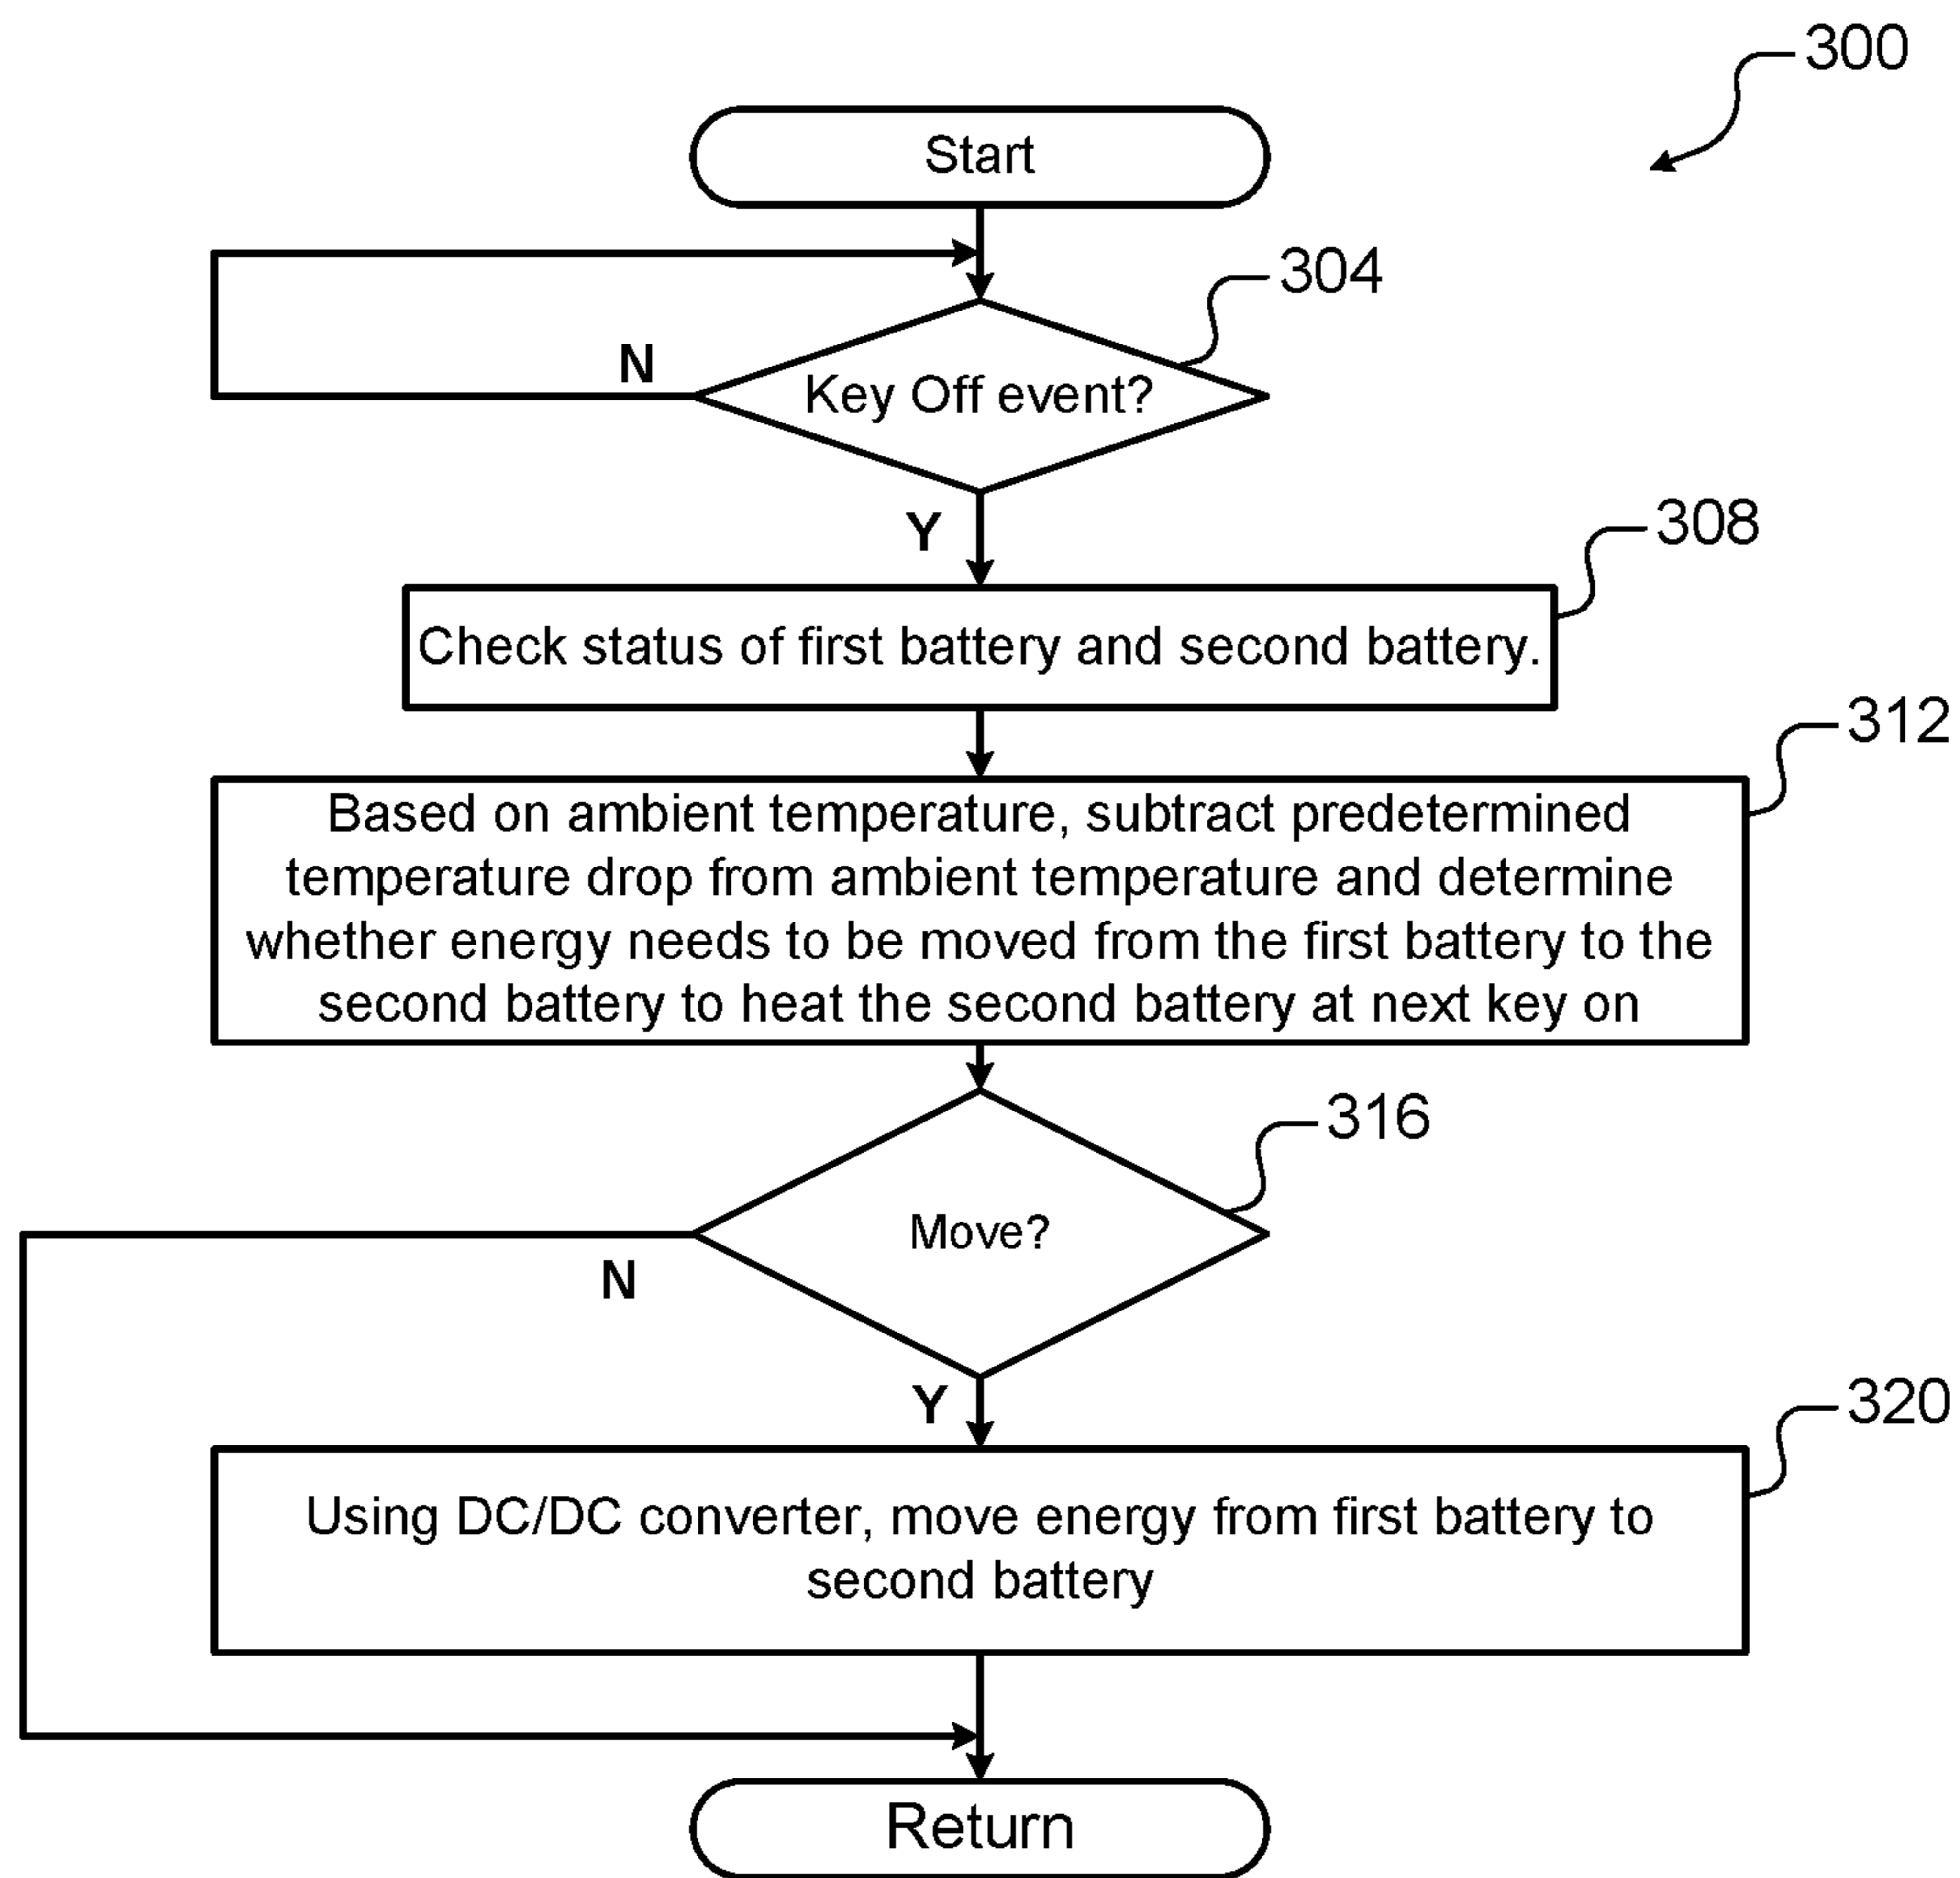 300
Start
304
N
Key Off event?
Y
308
Check status of first battery and second battery.
312
Based on ambient temperature, subtract predetermined
temperature drop from ambient temperature and determine
whether energy needs to be moved from the first battery to the
second battery to heat the second battery at next key on
316
Move?
N
Y
320
Using DC/DC converter, move energy from first battery to
second battery
Return